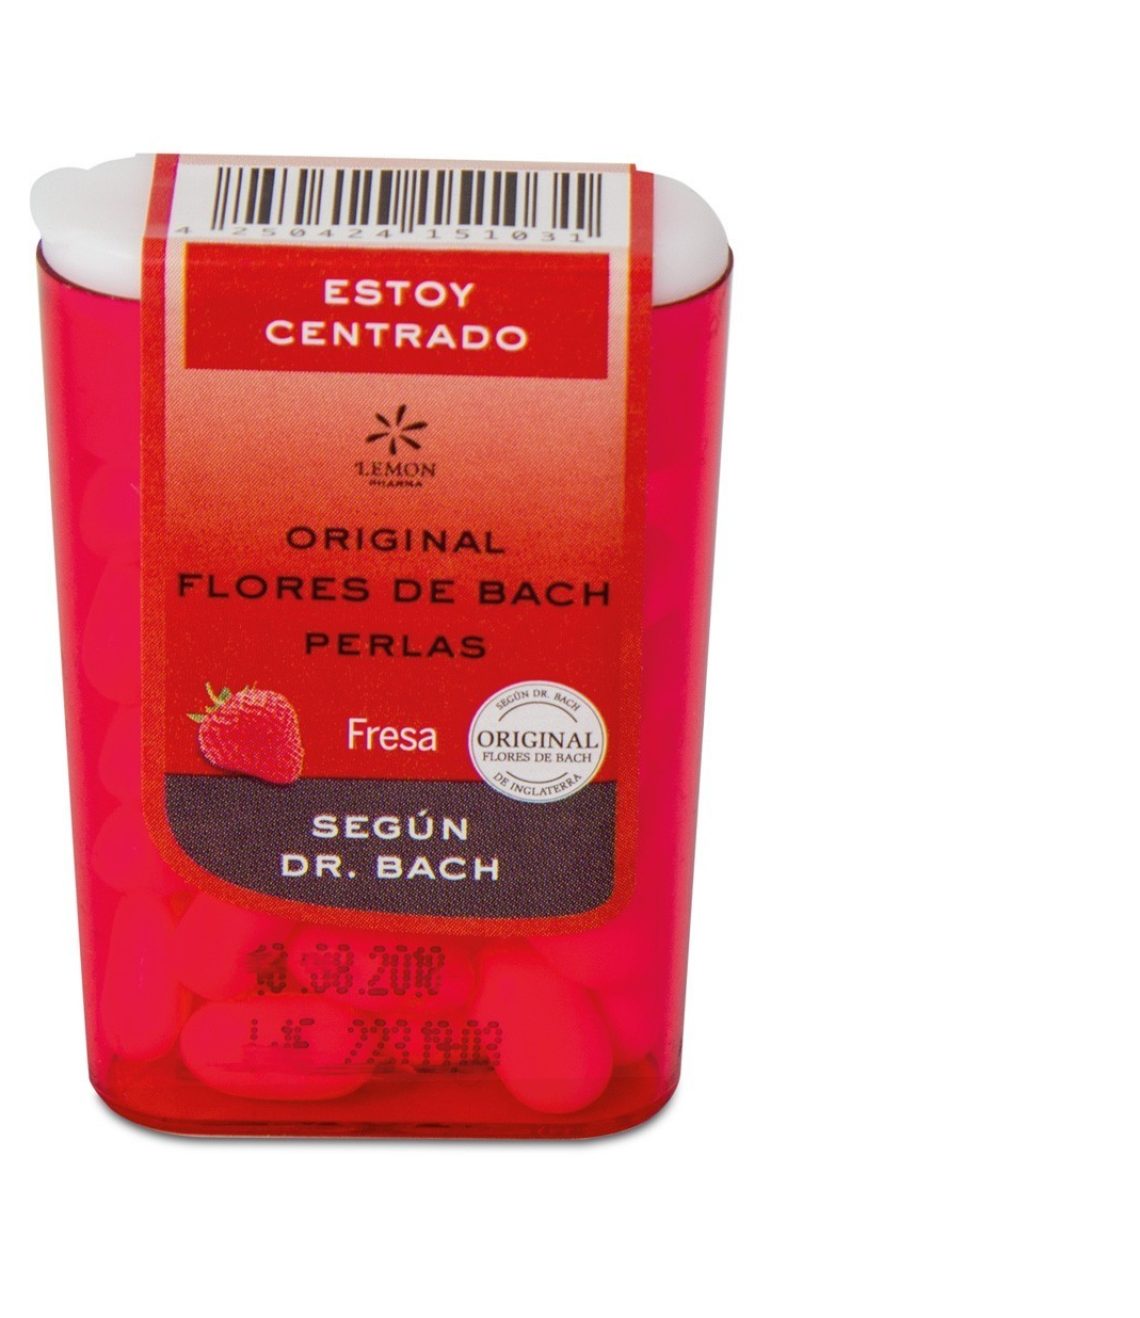 4 250424 151031
ESTOY
CENTRADO
LEMON
PHARMA
ORIGINAL
FLORES DE BACH
PERLAS
Fresa
SEGÚN DR. BACH
ORIGINAL
FLORES DE BACH
DE INGLATERRA
SEGÚN
DR. BACH